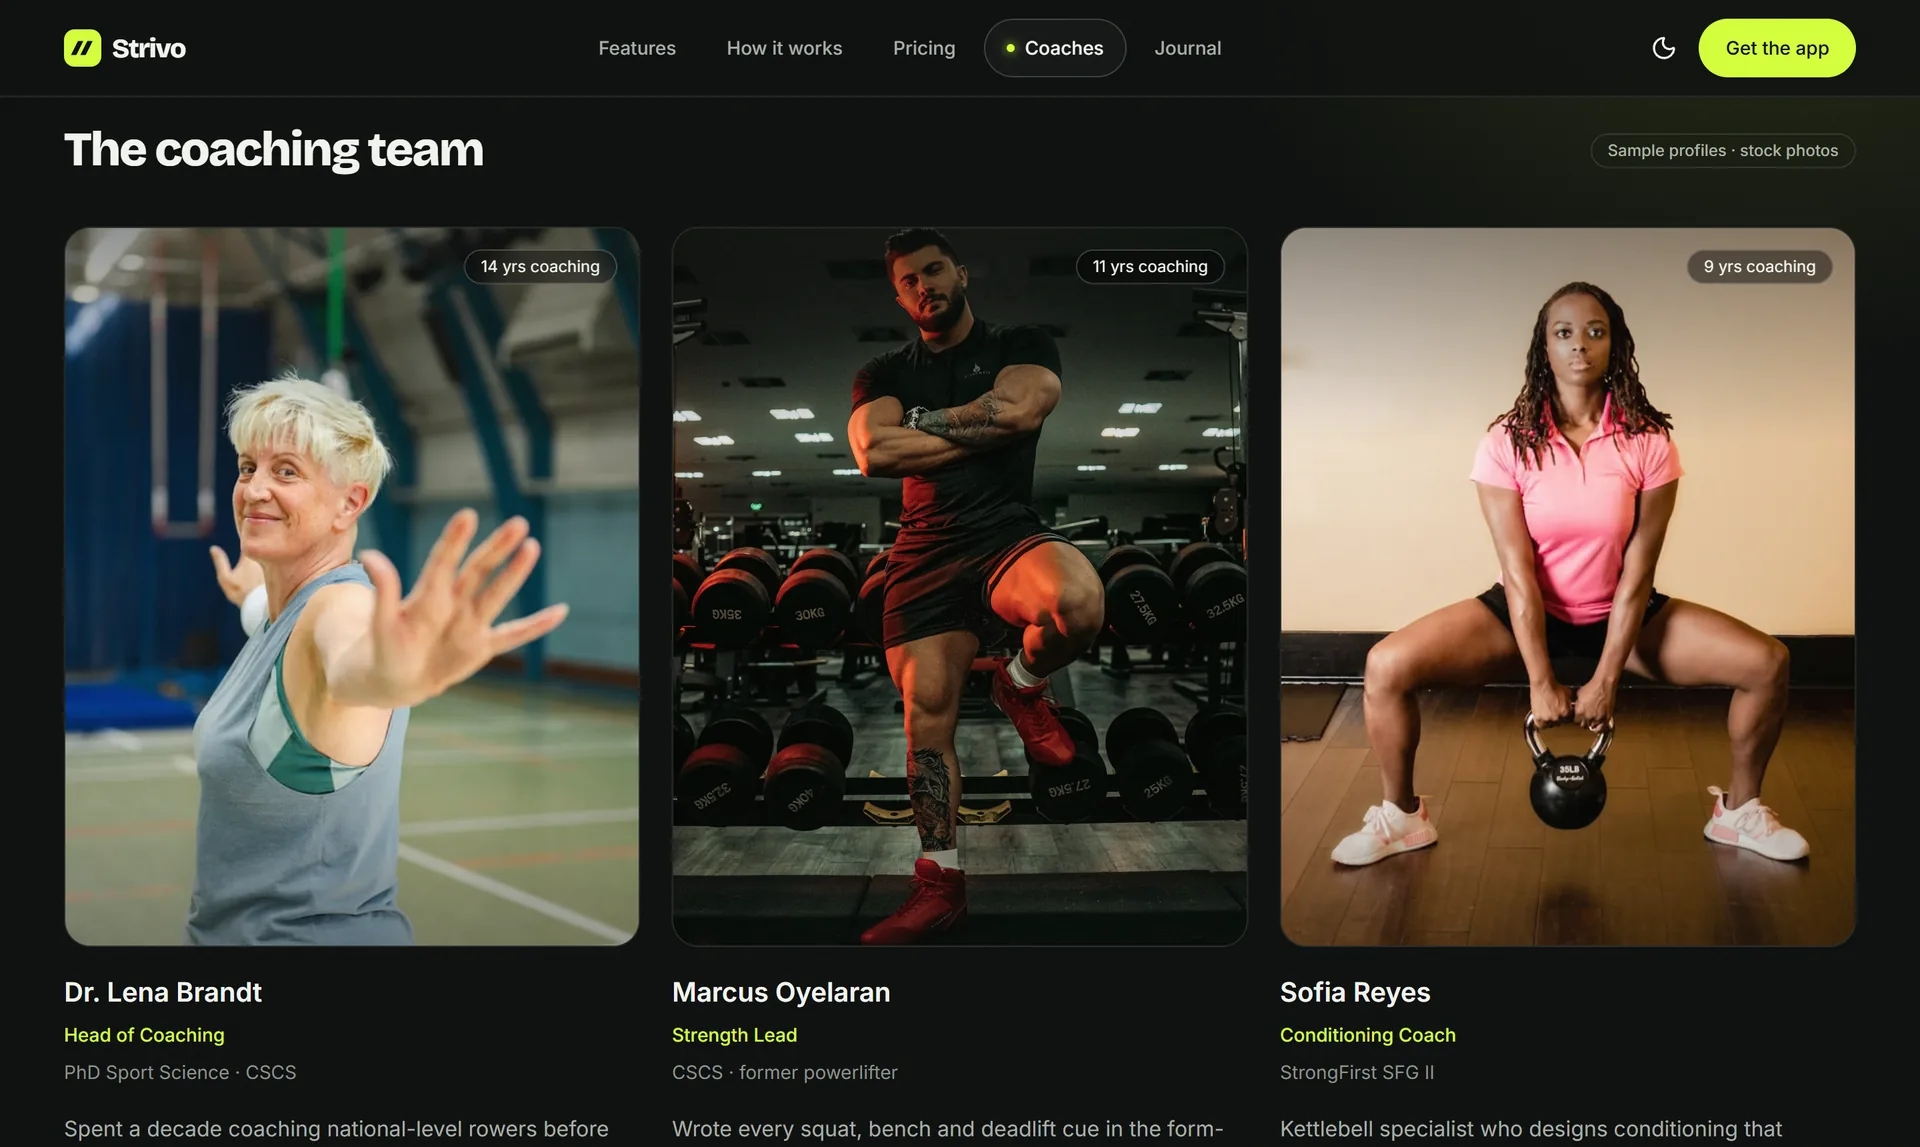 Strivo
Features
How it works
Pricing
Coaches
Journal
Get the app
The coaching team
Sample profiles · stock photos
14 yrs coaching
11 yrs coaching
9 yrs coaching
35KG
30KG
27.5KG
32.5KG
32.5KG
40KG
27.5KG
25KG
35LB
Body-Solid
Dr. Lena Brandt
Marcus Oyelaran
Sofia Reyes
Head of Coaching
Strength Lead
Conditioning Coach
PhD Sport Science · CSCS
CSCS · former powerlifter
StrongFirst SFG II
Spent a decade coaching national-level rowers before
Wrote every squat, bench and deadlift cue in the form-
Kettlebell specialist who designs conditioning that